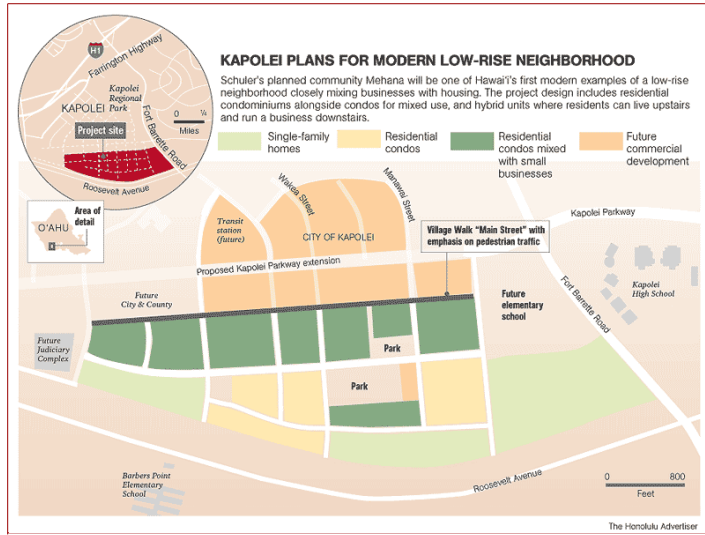 KAPOLEI PLANS FOR MODERN LOW-RISE NEIGHBORHOOD
Schuler's planned community Mehana will be one of Hawai'i's first modern examples of a low-rise
neighborhood closely mixing businesses with housing. The project design includes residential
condominiums alongside condos for mixed use, and hybrid units where residents can live upstairs
and run a business downstairs.
Single-family
homes
Residential
condos
Residential
condos mixed
with small
businesses
Future
commercial
development
H1
Farrington Highway
Kapolei
Regional
Park
KAPOLEI
Fort Barrette Road
0 ¼
Miles
Project site
Roosevelt Avenue
O'AHU
Area of
detail
Transit
station
(future)
Wakea Street
Manawai Street
CITY OF KAPOLEI
Village Walk "Main Street" with
emphasis on pedestrian traffic
Kapolei Parkway
Proposed Kapolei Parkway extension
Future
City & County
Future
elementary
school
Kapolei
High School
Fort Barrette Road
Future
Judiciary
Complex
Park
Park
Barbers Point
Elementary
School
Roosevelt Avenue
0 800
Feet
The Honolulu Advertiser